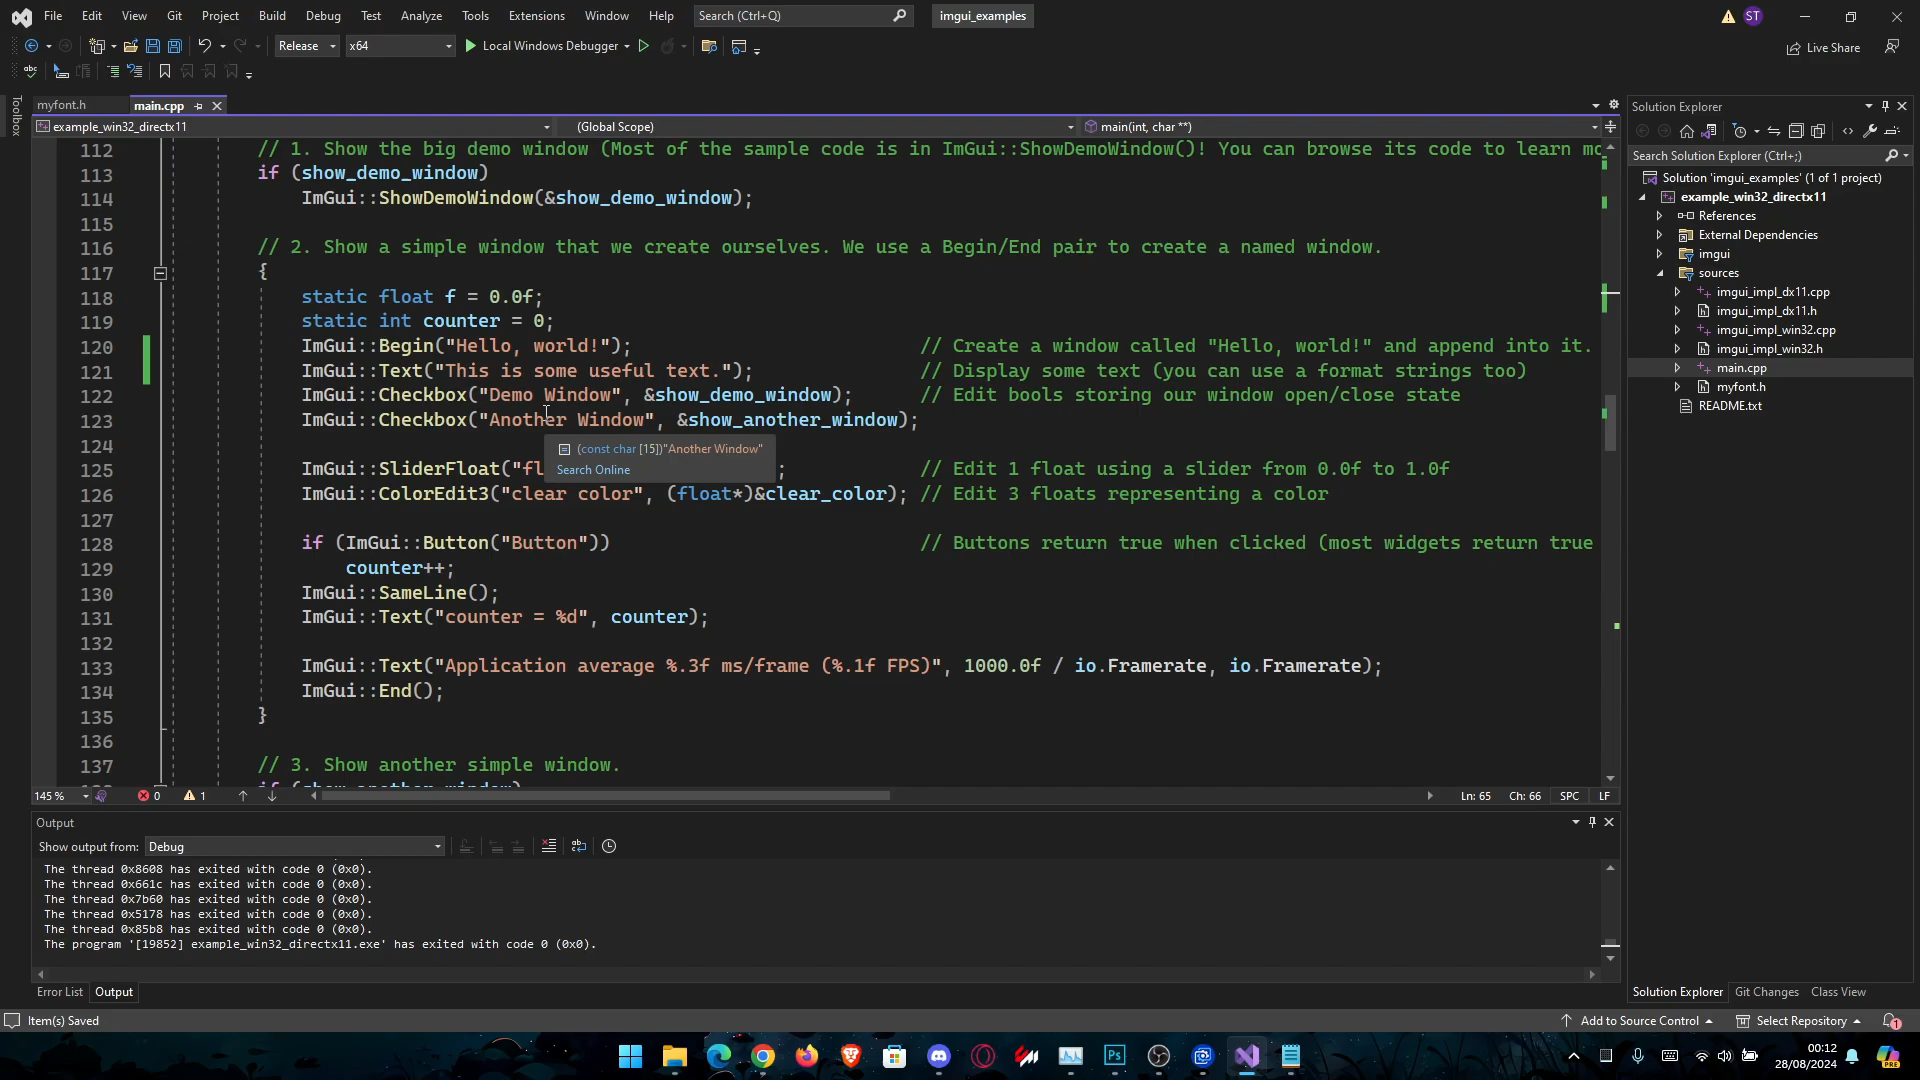 File Edit View Git Project Build Debug Test Analyze Tools Extensions Window Help Search (Ctrl+Q) imgui_examples ST
Release x64 Local Windows Debugger Live Share
abc
Toolbox
myfont.h main.cpp
example_win32_directx11 (Global Scope) main(int, char **)
112 // 1. Show the big demo window (Most of the sample code is in ImGui::ShowDemoWindow()! You can browse its code to learn mo
113 if (show_demo_window)
114 ImGui::ShowDemoWindow(&show_demo_window);
115
116 // 2. Show a simple window that we create ourselves. We use a Begin/End pair to create a named window.
117 {
118 static float f = 0.0f;
119 static int counter = 0;
120 ImGui::Begin("Hello, world!"); // Create a window called "Hello, world!" and append into it.
121 ImGui::Text("This is some useful text."); // Display some text (you can use a format strings too)
122 ImGui::Checkbox("Demo Window", &show_demo_window); // Edit bools storing our window open/close state
123 ImGui::Checkbox("Another Window", &show_another_window);
124
(const char [15])"Another Window"
Search Online
125 ImGui::SliderFloat("fl ; // Edit 1 float using a slider from 0.0f to 1.0f
126 ImGui::ColorEdit3("clear color", (float*)&clear_color); // Edit 3 floats representing a color
127
128 if (ImGui::Button("Button")) // Buttons return true when clicked (most widgets return true
129 counter++;
130 ImGui::SameLine();
131 ImGui::Text("counter = %d", counter);
132
133 ImGui::Text("Application average %.3f ms/frame (%.1f FPS)", 1000.0f / io.Framerate, io.Framerate);
134 ImGui::End();
135 }
136
137 // 3. Show another simple window.
145 % 0 1 Ln: 65 Ch: 66 SPC LF
Output
Show output from: Debug
The thread 0x8608 has exited with code 0 (0x0).
The thread 0x661c has exited with code 0 (0x0).
The thread 0x7b60 has exited with code 0 (0x0).
The thread 0x5178 has exited with code 0 (0x0).
The thread 0x85b8 has exited with code 0 (0x0).
The program '[19852] example_win32_directx11.exe' has exited with code 0 (0x0).
Error List Output
Solution Explorer
Search Solution Explorer (Ctrl+;)
Solution 'imgui_examples' (1 of 1 project)
example_win32_directx11
References
External Dependencies
imgui
sources
imgui_impl_dx11.cpp
imgui_impl_dx11.h
imgui_impl_win32.cpp
imgui_impl_win32.h
main.cpp
myfont.h
README.txt
Solution Explorer Git Changes Class View
Item(s) Saved Add to Source Control Select Repository 1
Ps 00:12
28/08/2024
PRE